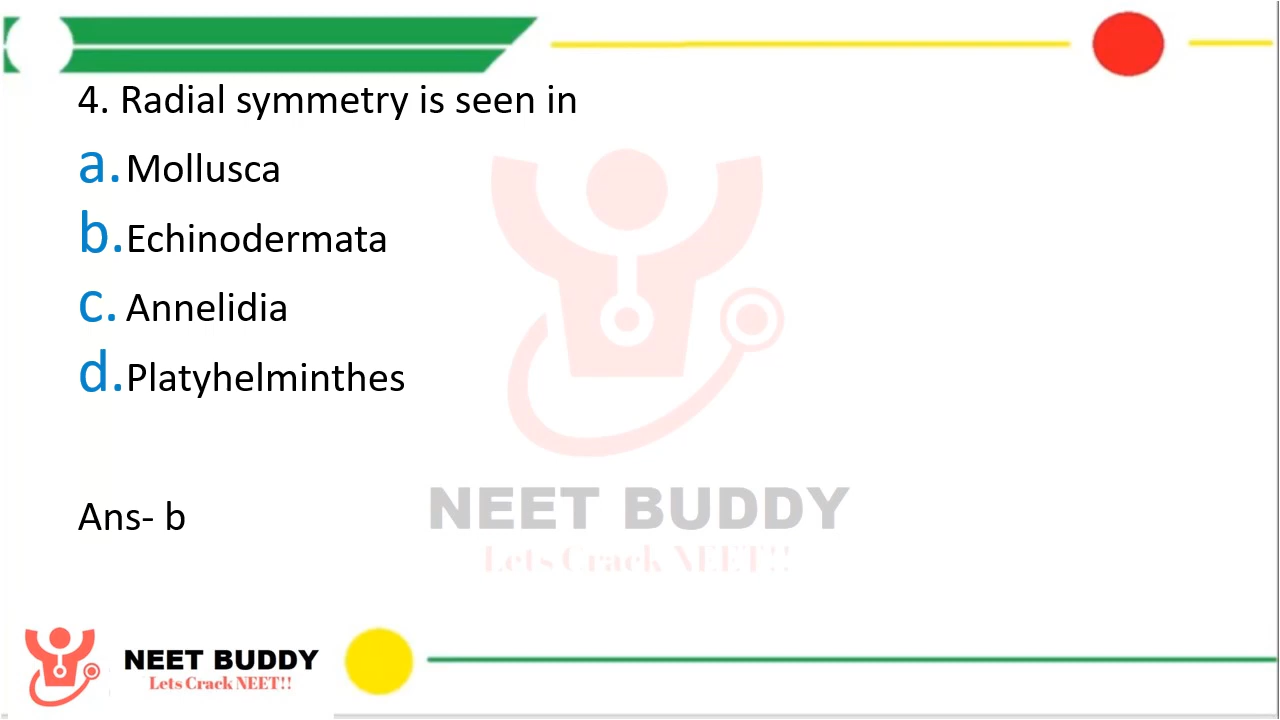 4. Radial symmetry is seen in
a. Mollusca
b. Echinodermata
c. Annelidia
d. Platyhelminthes
Ans- b
NEET BUDDY
Lets Crack NEET!!
NEET BUDDY
Lets Crack NEET!!